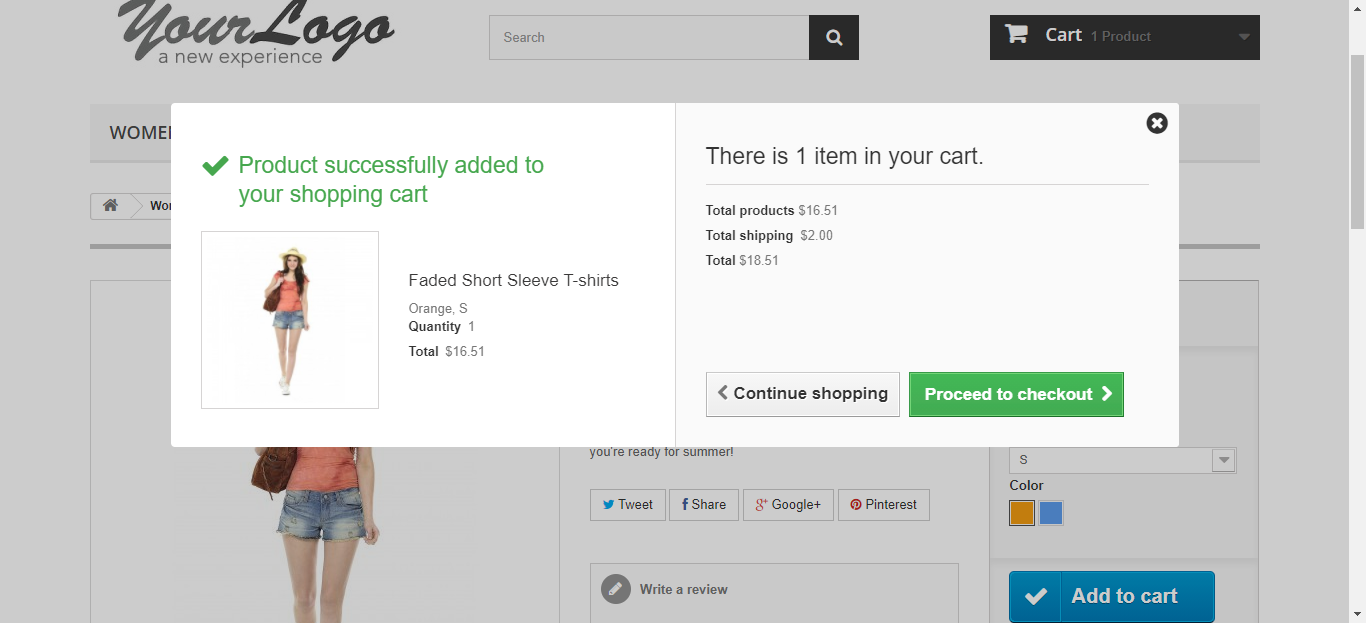 YourLogo
a new experience
Search
Cart 1 Product
Product successfully added to
your shopping cart
Faded Short Sleeve T-shirts
Orange, S
Quantity 1
Total $16.51
There is 1 item in your cart.
Total products $16.51
Total shipping $2.00
Total $18.51
Continue shopping
Proceed to checkout
you're ready for summer!
Tweet
Share
Google+
Pinterest
Write a review
S
Color
Add to cart